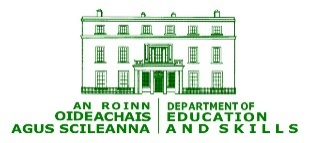 AN ROINN
OIDEACHAIS
AGUS SCILEANNA
DEPARTMENT OF
EDUCATION
AND SKILLS